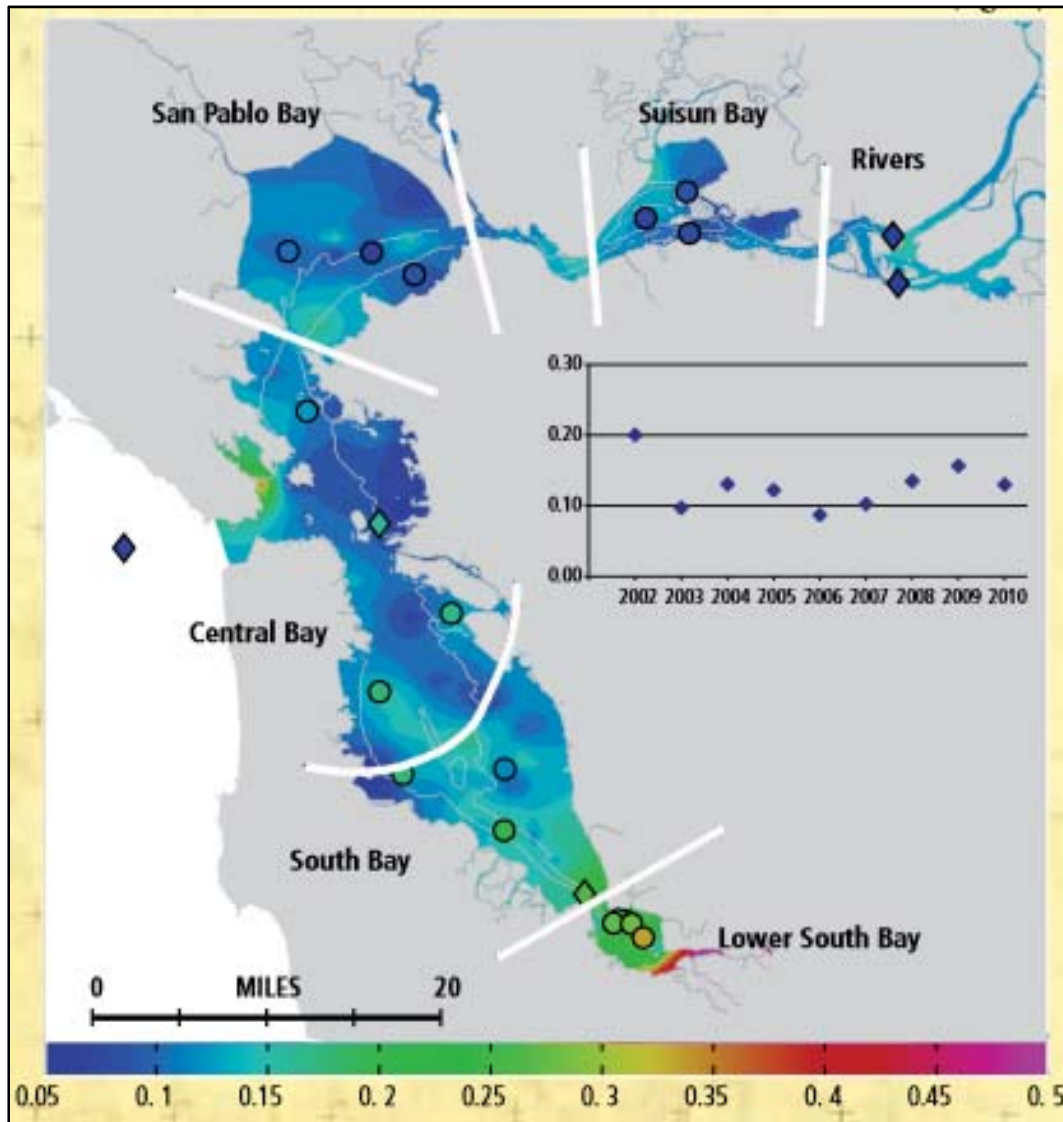 San Pablo Bay
Suisun Bay
Rivers
0.30
0.20
0.10
0.00
2002 2003 2004 2005 2006 2007 2008 2009 2010
Central Bay
South Bay
Lower South Bay
0 MILES 20
0.05 0. 1 0.15 0. 2 0.25 0. 3 0.35 0. 4 0.45 0. 5